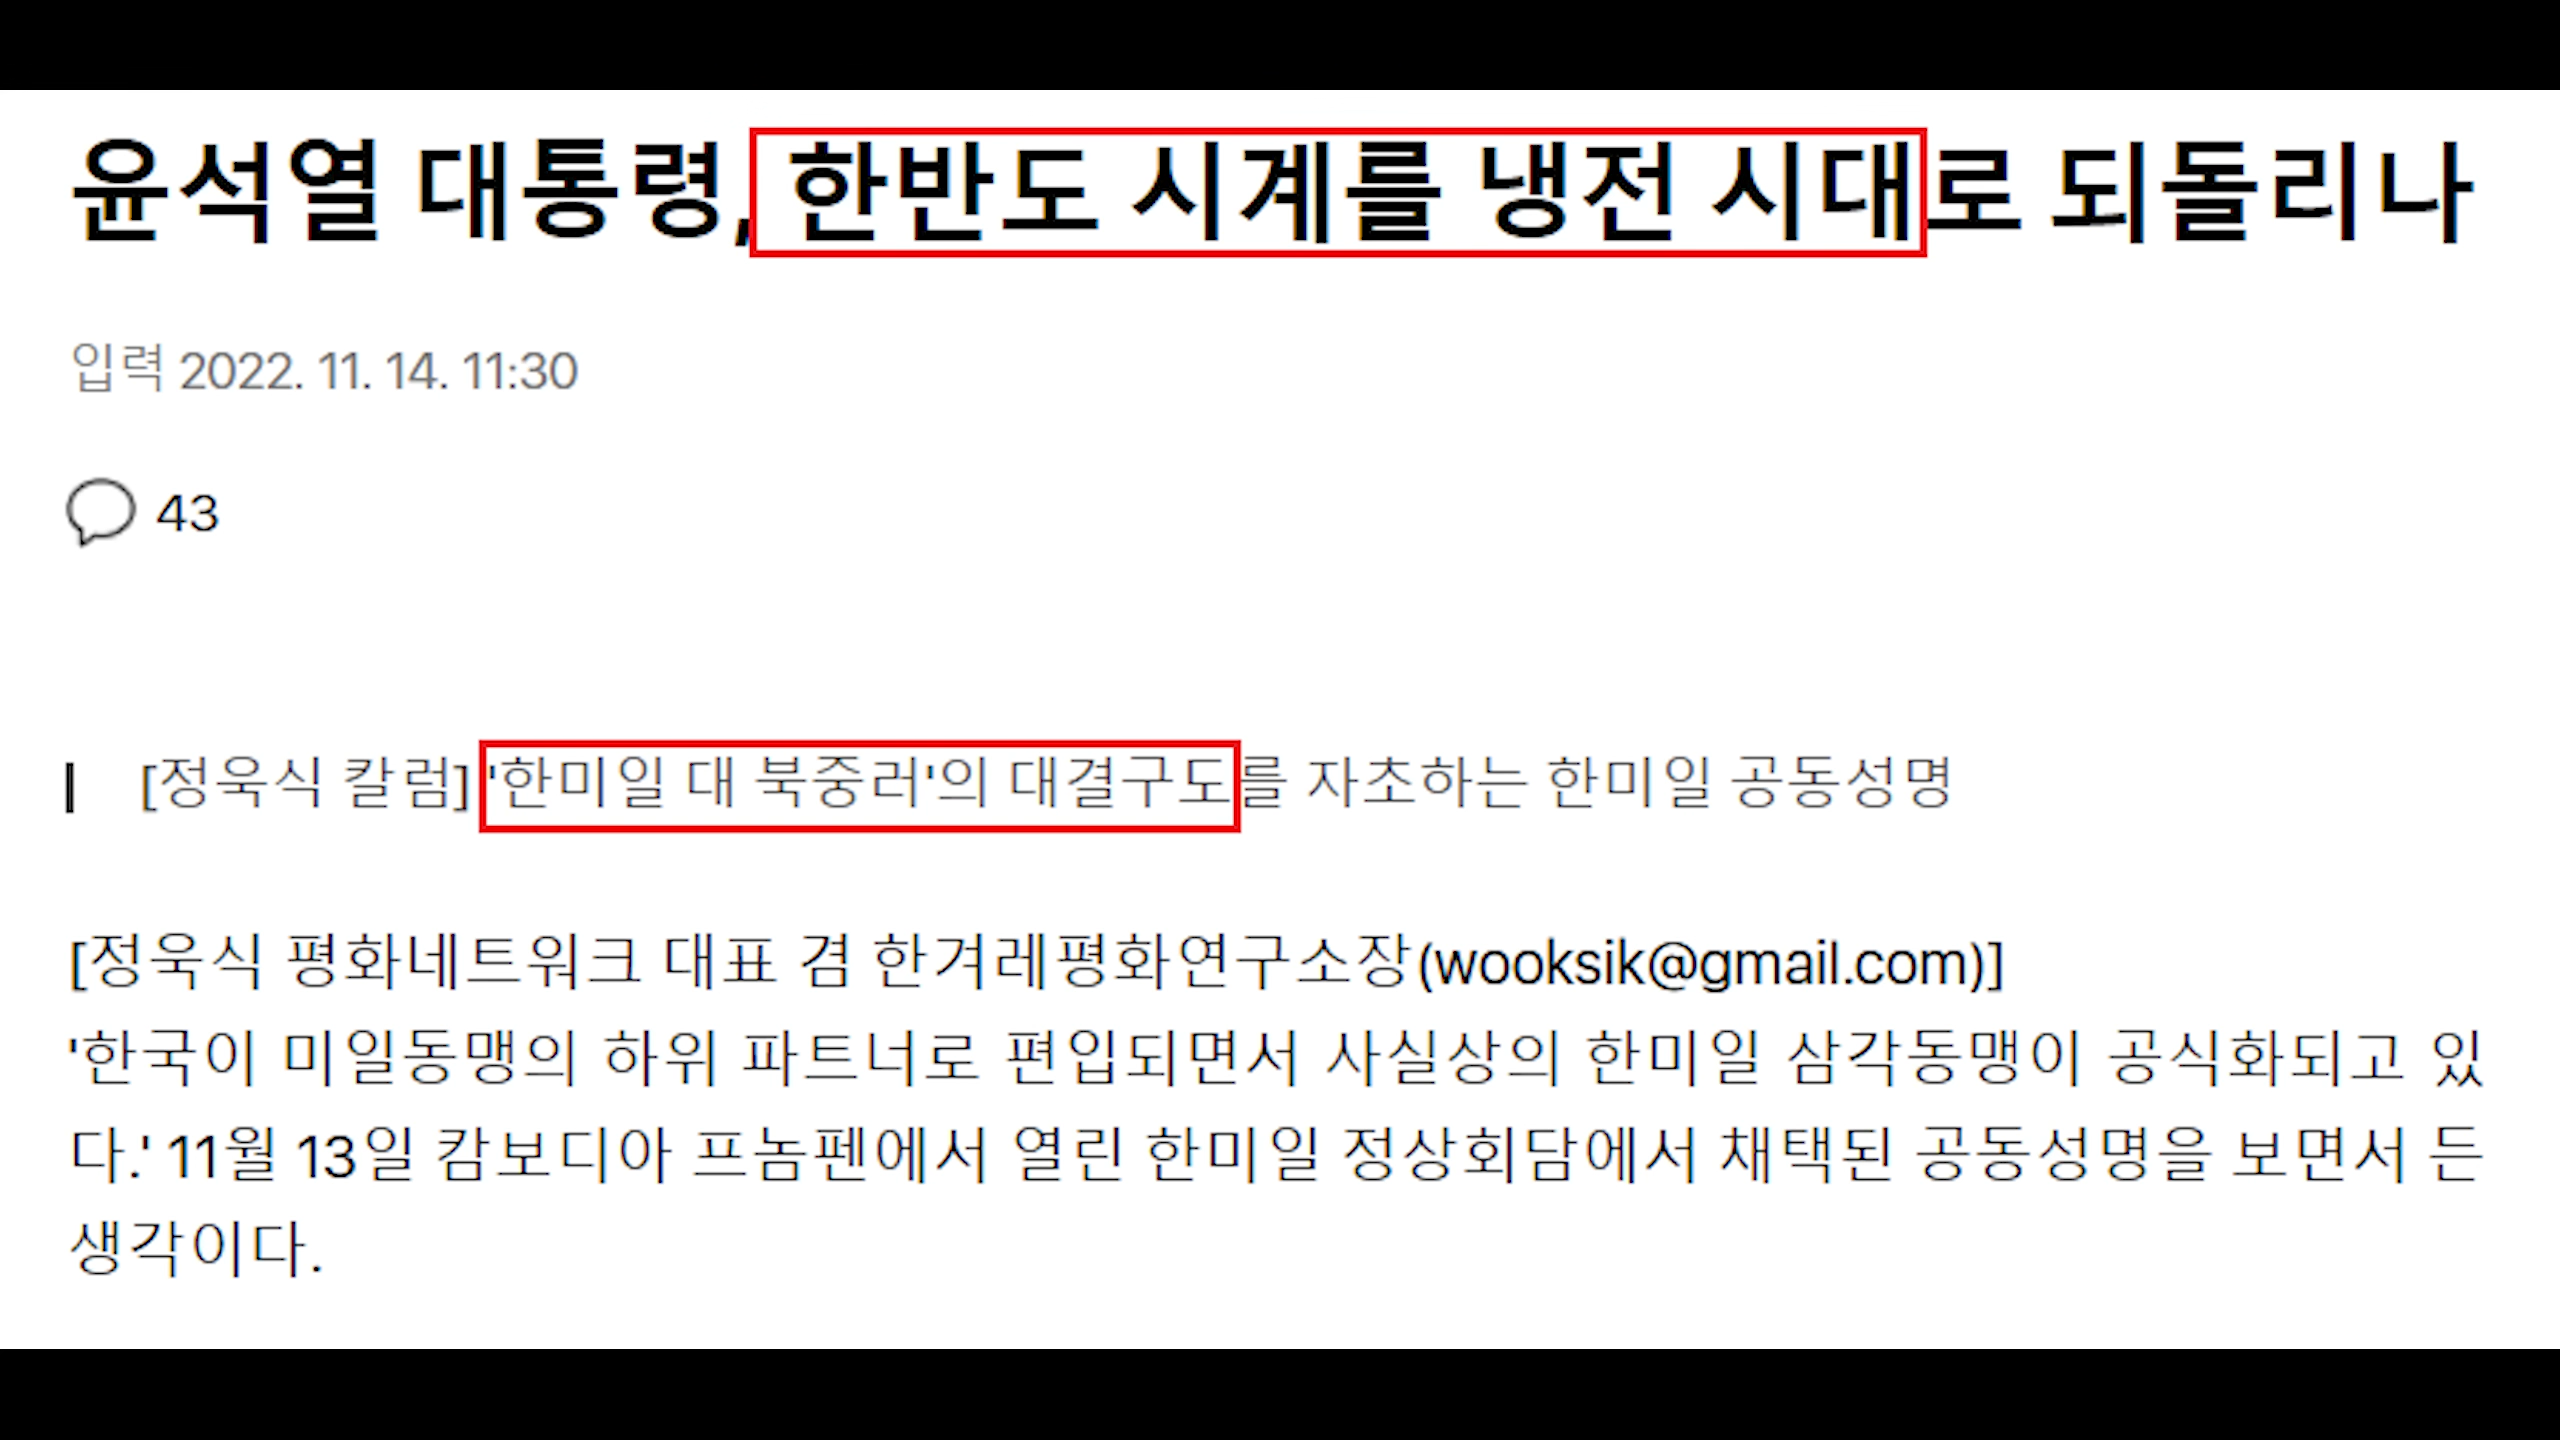 윤석열 대통령, 한반도 시계를 냉전 시대로 되돌리나
입력 2022. 11. 14. 11:30
43
[정욱식 칼럼] '한미일 대 북중러'의 대결구도를 자초하는 한미일 공동성명
[정욱식 평화네트워크 대표 겸 한겨레평화연구소장(wooksik@gmail.com)]
'한국이 미일동맹의 하위 파트너로 편입되면서 사실상의 한미일 삼각동맹이 공식화되고 있
다.' 11월 13일 캄보디아 프놈펜에서 열린 한미일 정상회담에서 채택된 공동성명을 보면서 든
생각이다.